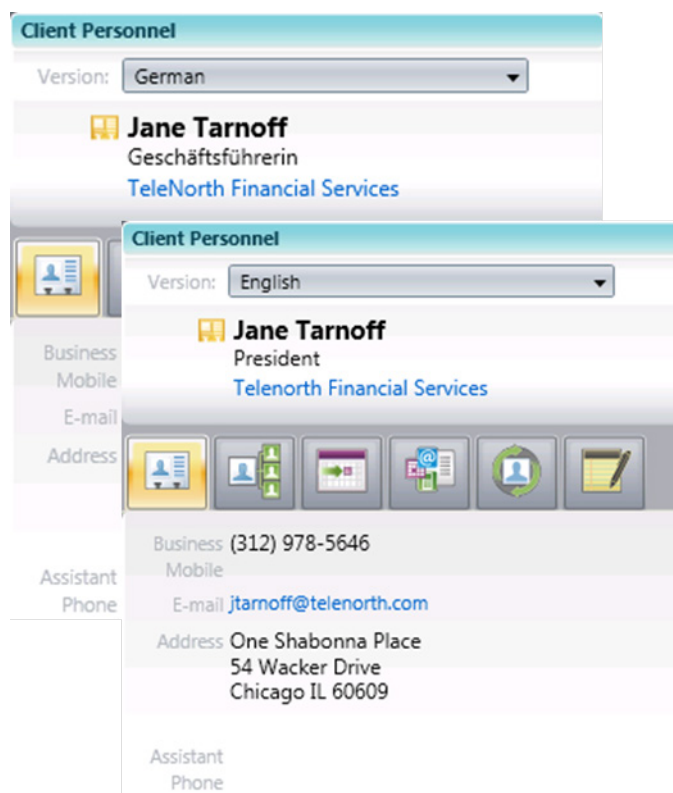 Client Personnel
Version: German
Jane Tarnoff
Geschäftsführerin
TeleNorth Financial Services
Business
Mobile
E-mail
Address
Assistant
Phone
Client Personnel
Version: English
Jane Tarnoff
President
Telenorth Financial Services
Business (312) 978-5646
Mobile
E-mail jtarnoff@telenorth.com
Address One Shabonna Place
54 Wacker Drive
Chicago IL 60609
Assistant
Phone